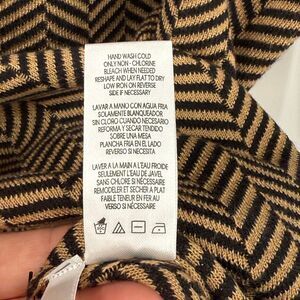 HAND WASH COLD
ONLY NON - CHLORINE
BLEACH WHEN NEEDED
RESHAPE AND LAY FLAT TO DRY
LOW IRON ON REVERSE
SIDE IF NECESSARY
LAVAR A MANO CON AGUA FRIA
SOLAMENTE BLANQUEADOR
SIN CLORO CUANDO NECESARIO
REFORMA Y SECAR TENDIDO
SOBRE UNA MESA
PLANCHA FRIA EN EL REVERSO
SI NECESITA
LAVER A LA MAIN A L'EAU FROIDE
SEULEMENT L'EAU DE JAVEL
SANS CHLORE SI NÉCESSAIRE
REMODELER ET SECHER A PLAT
FAIBLE TENEUR EN FER AU
VERSO SI NÉCESSAIRE